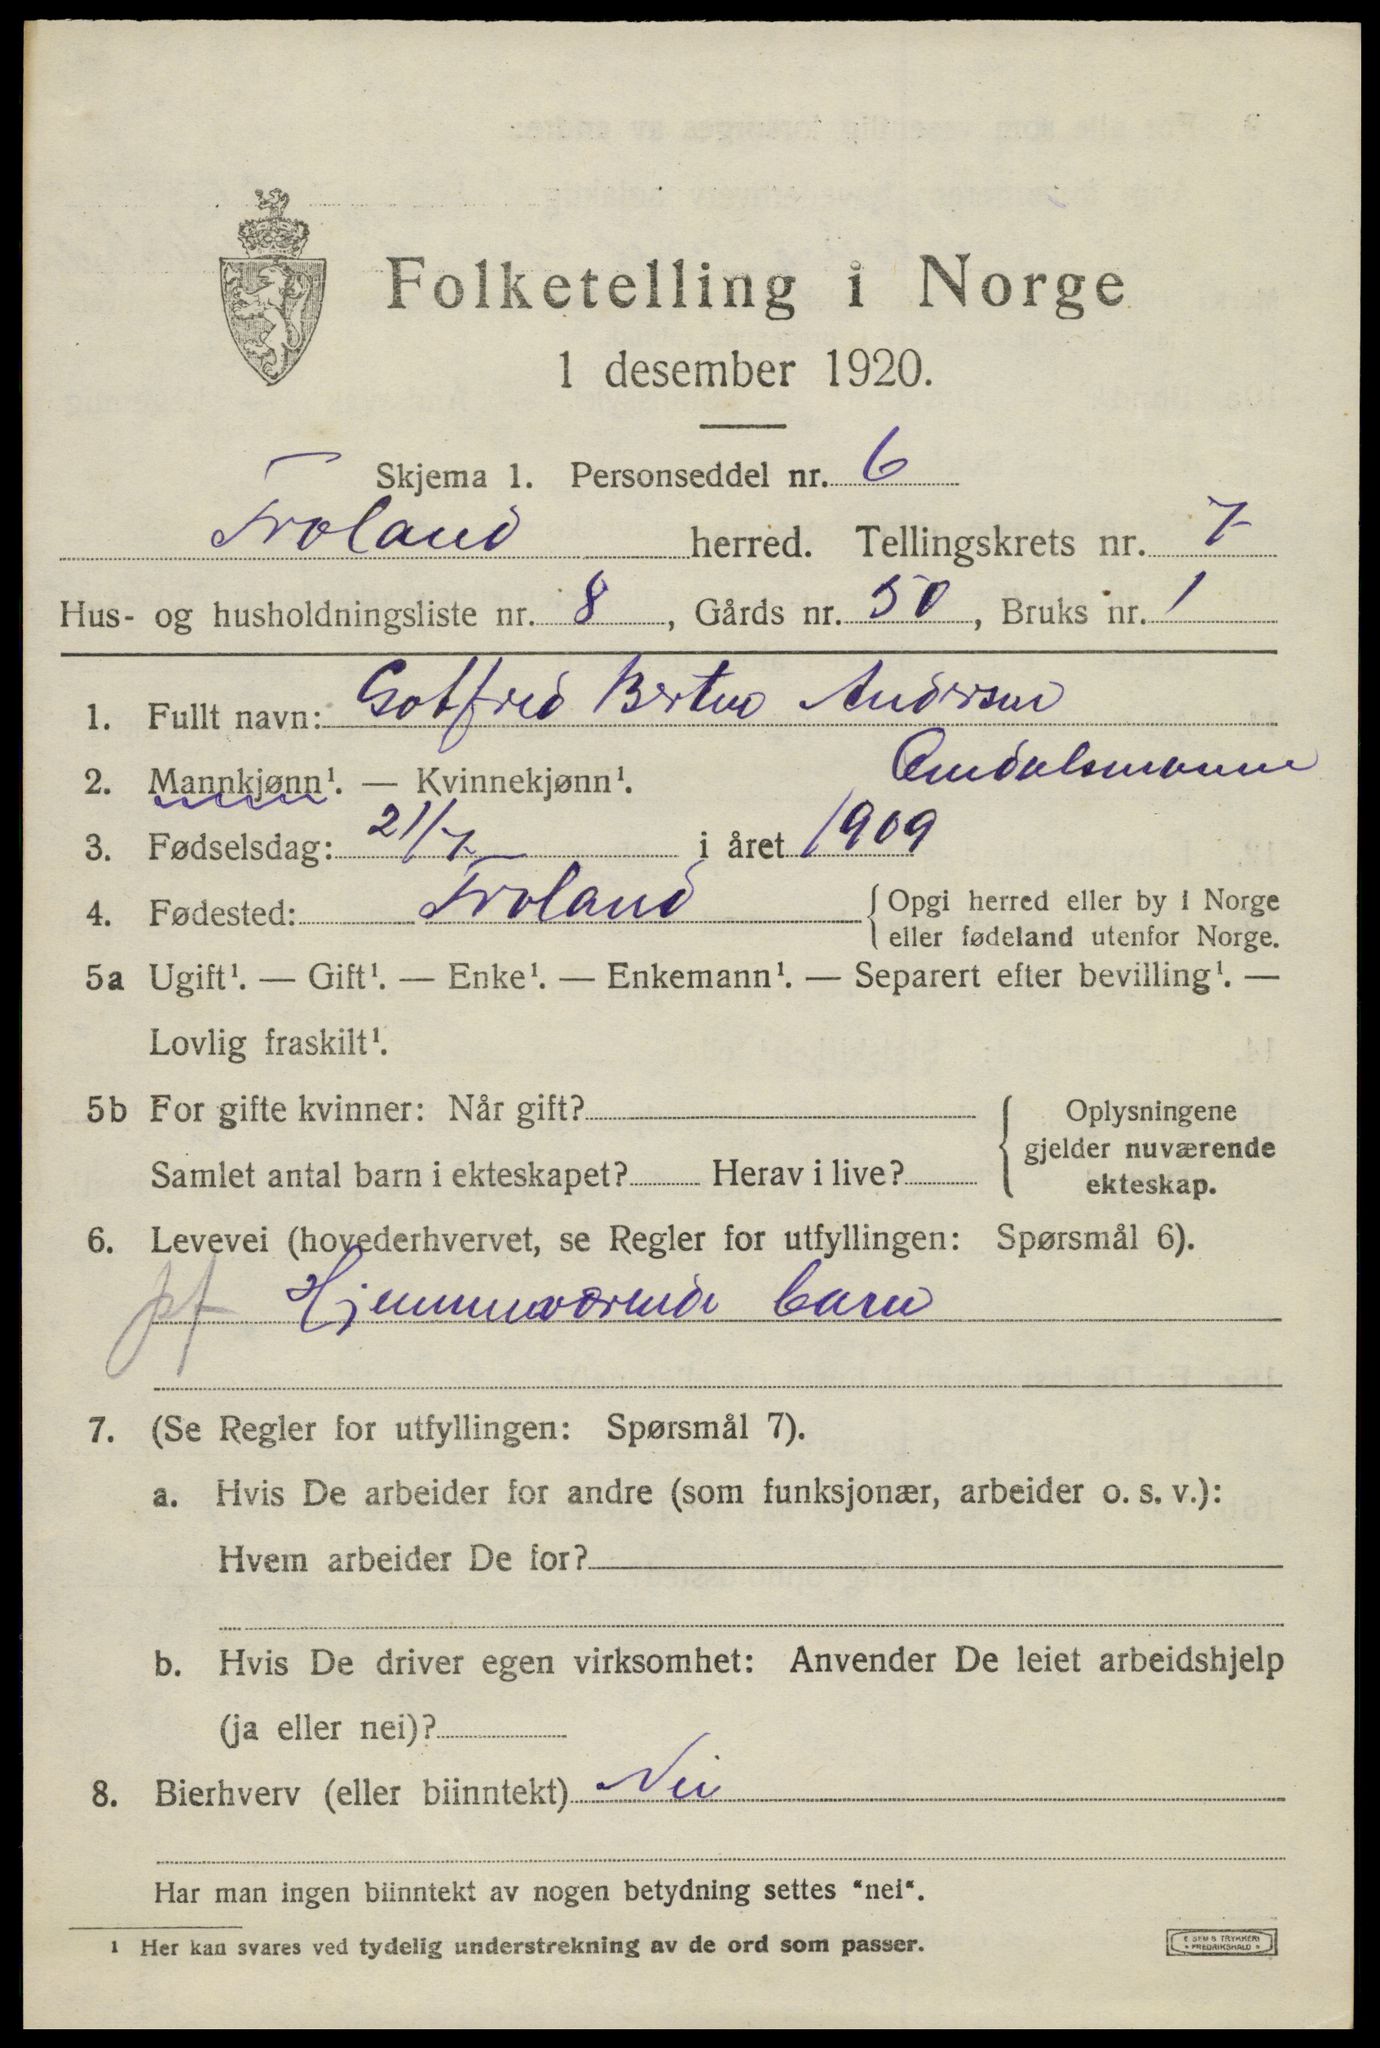 Folketelling i Norge
1 desember 1920.
Skjema 1. Personseddel nr. 6
Froland herred. Tellingskrets nr. 7
Hus- og husholdningsliste nr. 8, Gårds nr. 50, Bruks nr. 1
1. Fullt navn: Gotfred Andersen
2. Mannkjønn¹. — Kvinnekjønn¹.
3. Fødselsdag: 21/7 i året 1909
4. Fødested: Froland { Opgi herred eller by i Norge
eller fødeland utenfor Norge.
5a Ugift¹. — Gift¹. — Enke¹. — Enkemann¹. — Separert efter bevilling¹. —
Lovlig fraskilt¹.
5b For gifte kvinner: Når gift?
Samlet antal barn i ekteskapet? Herav i live?
{ Oplysningene
gjelder nuværende
ekteskap.
6. Levevei (hovederhvervet, se Regler for utfyllingen: Spørsmål 6).
Hjemmeværende barn
7. (Se Regler for utfyllingen: Spørsmål 7).
a. Hvis De arbeider for andre (som funksjonær, arbeider o. s. v.):
Hvem arbeider De for?
b. Hvis De driver egen virksomhet: Anvender De leiet arbeidshjelp
(ja eller nei)?
8. Bierhverv (eller biinntekt) Nei
Har man ingen biinntekt av nogen betydning settes "nei".
1 Her kan svares ved tydelig understrekning av de ord som passer.
E SEMS TRYKKERI
* FREDRIKSHALD *